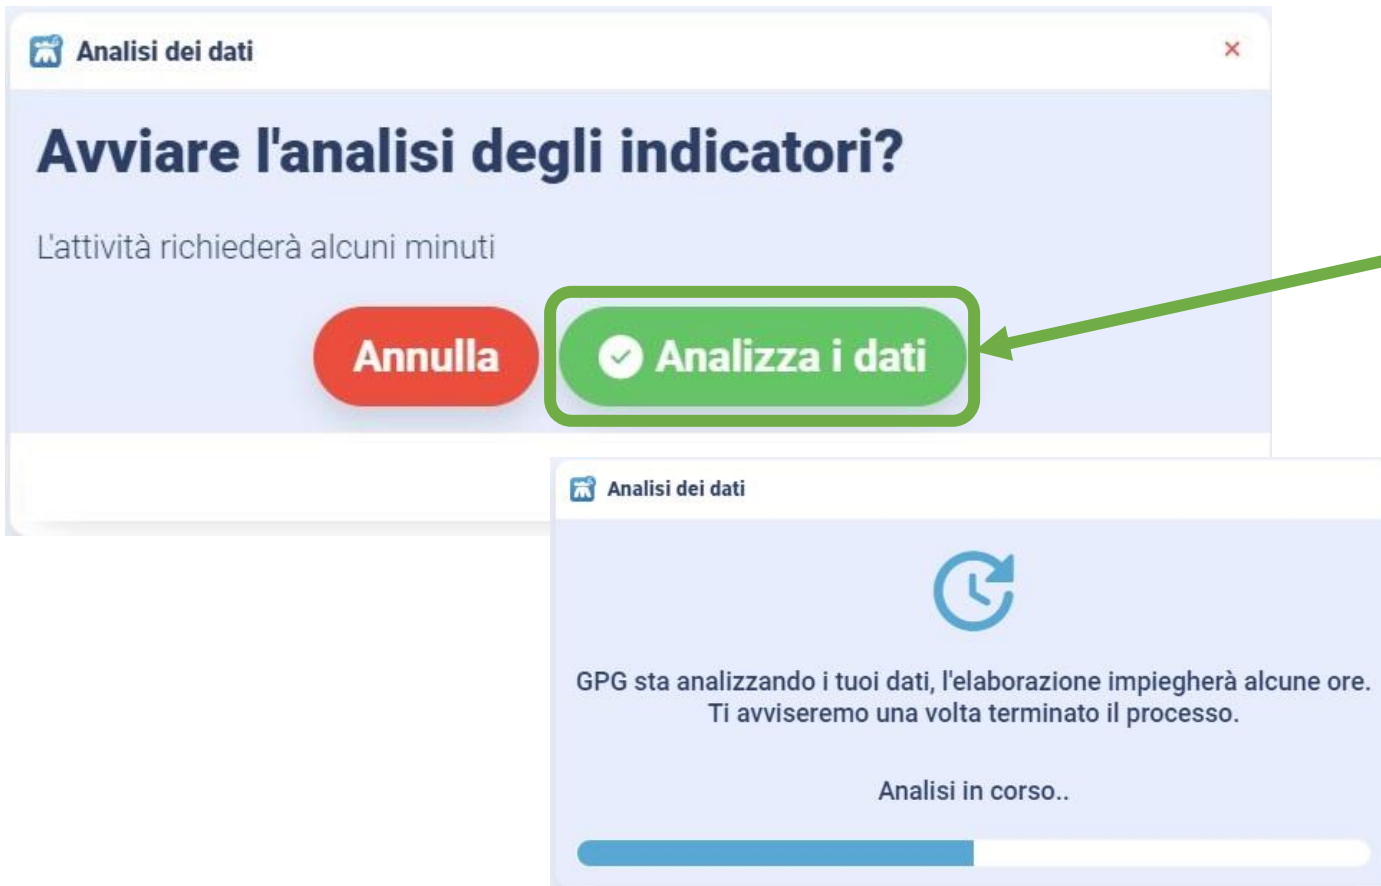 Analisi dei dati
Avviare l'analisi degli indicatori?
L'attività richiederà alcuni minuti
Annulla
Analizza i dati
Analisi dei dati
GPG sta analizzando i tuoi dati, l'elaborazione impiegherà alcune ore.
Ti avviseremo una volta terminato il processo.
Analisi in corso..